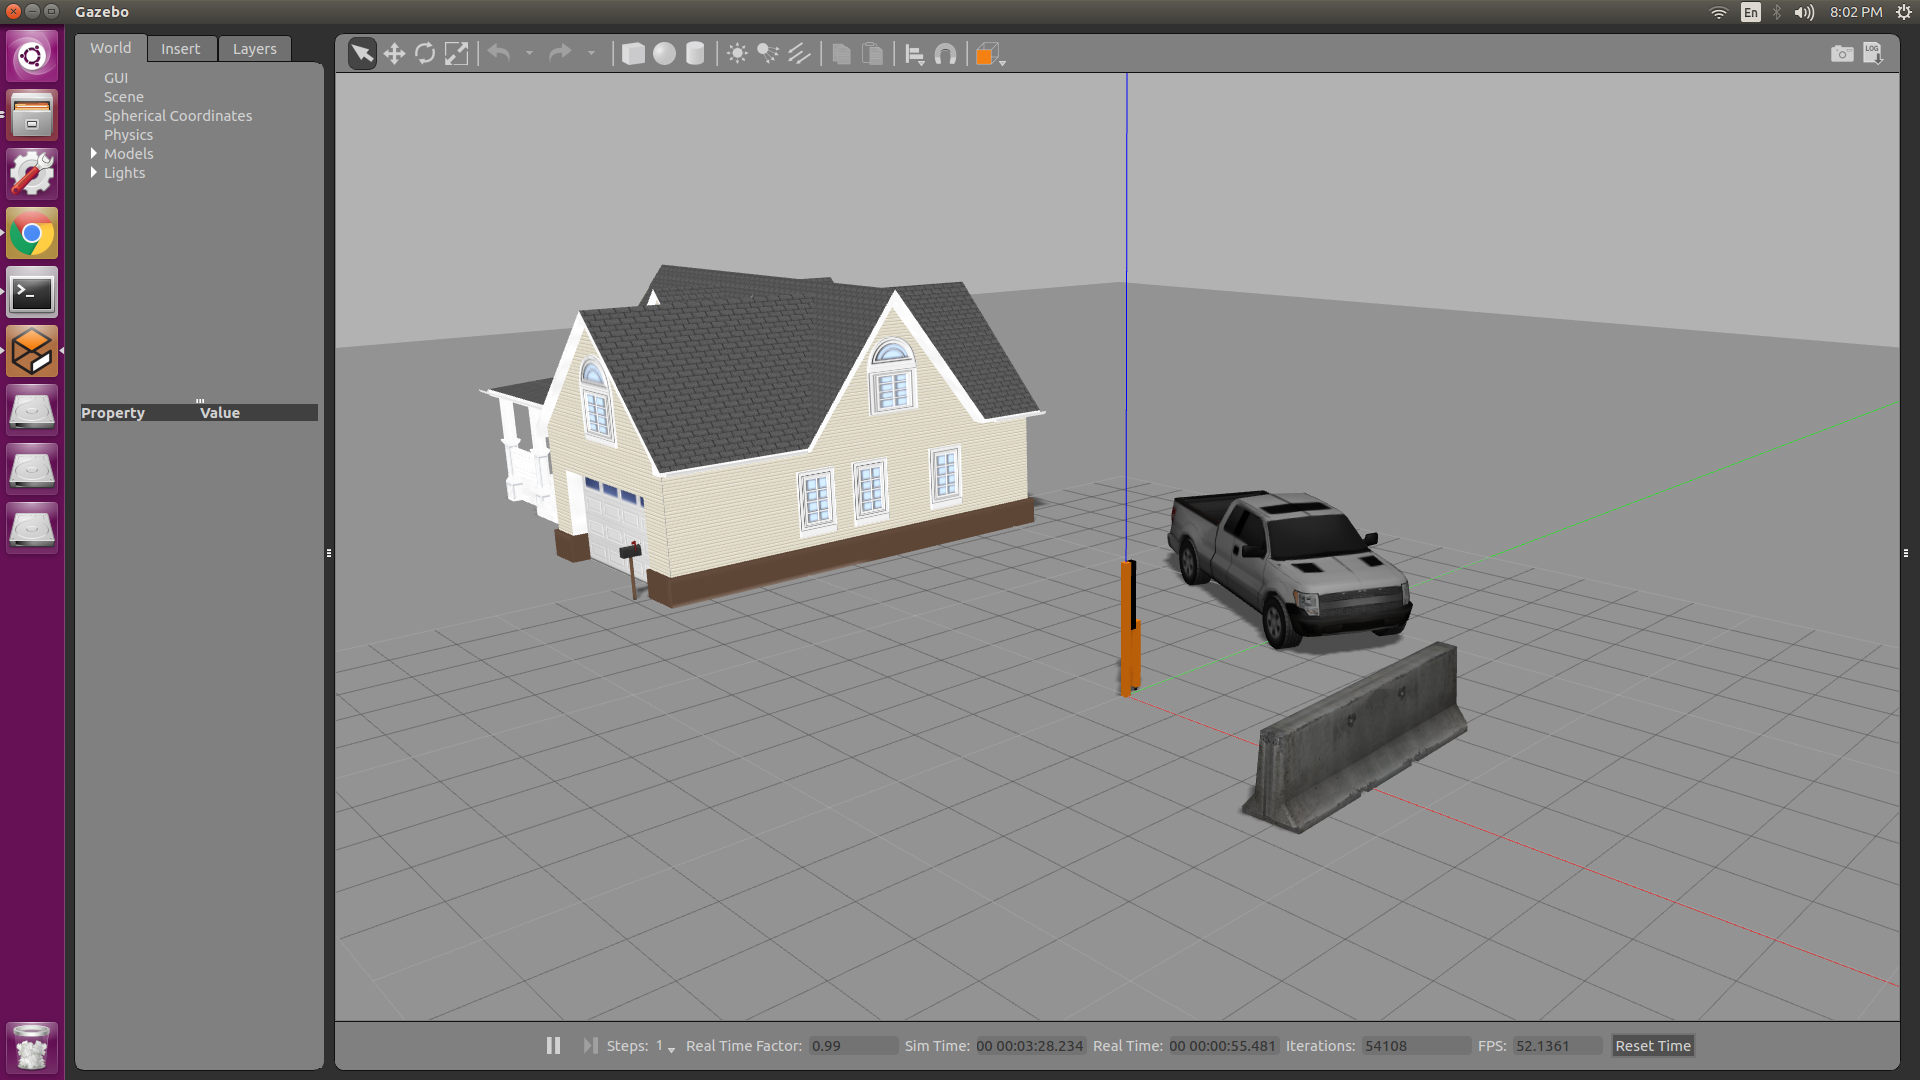 Gazebo
En
8:02 PM
World
Insert
Layers
LOG
GUI
Scene
Spherical Coordinates
Physics
Models
Lights
Property
Value
Steps: 1
Real Time Factor: 0.99
Sim Time: 00 00:03:28.234
Real Time: 00 00:00:55.481
Iterations: 54108
FPS: 52.1361
Reset Time